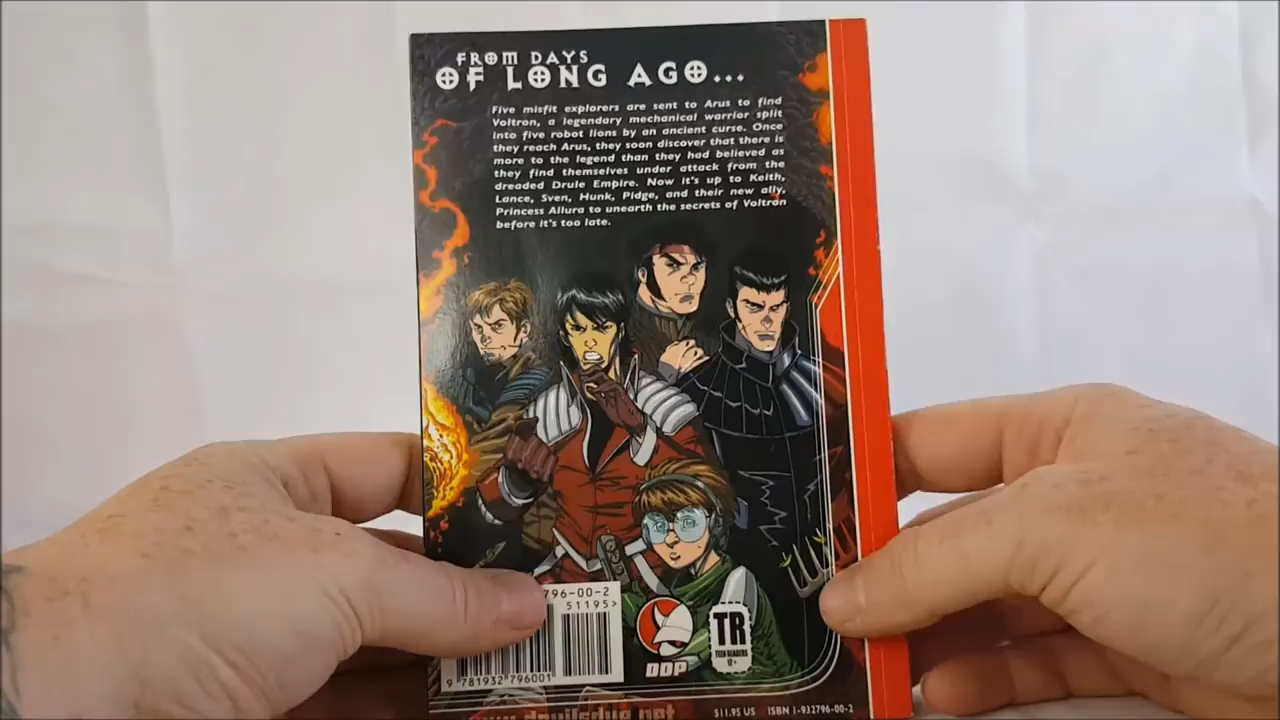 FROM DAYS
OF LONG AGO...
Five misfit explorers are sent to Arus to find
Voltron, a legendary mechanical warrior split
into five robot lions by an ancient curse. Once
they reach Arus, they soon discover that there is
more to the legend than they had believed as
they find themselves under attack from the
dreaded Drule Empire. Now it's up to Keith,
Lance, Sven, Hunk, Pidge, and their new ally,
Princess Allura to unearth the secrets of Voltron
before it's too late.
796-00-2
51195>
9 781932 796001
DDP
TR
TEEN READERS
12+
www.devilsdue.net
$11.95 US ISBN 1-932796-00-2